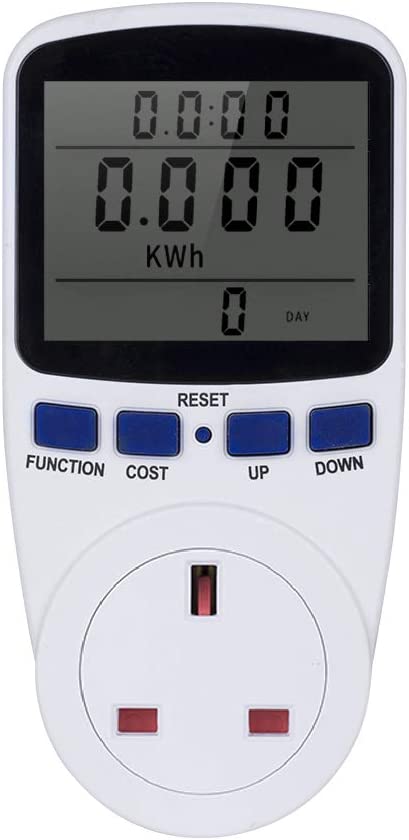 0.0:00
0.000
KWh
0 DAY
RESET
FUNCTION COST UP DOWN